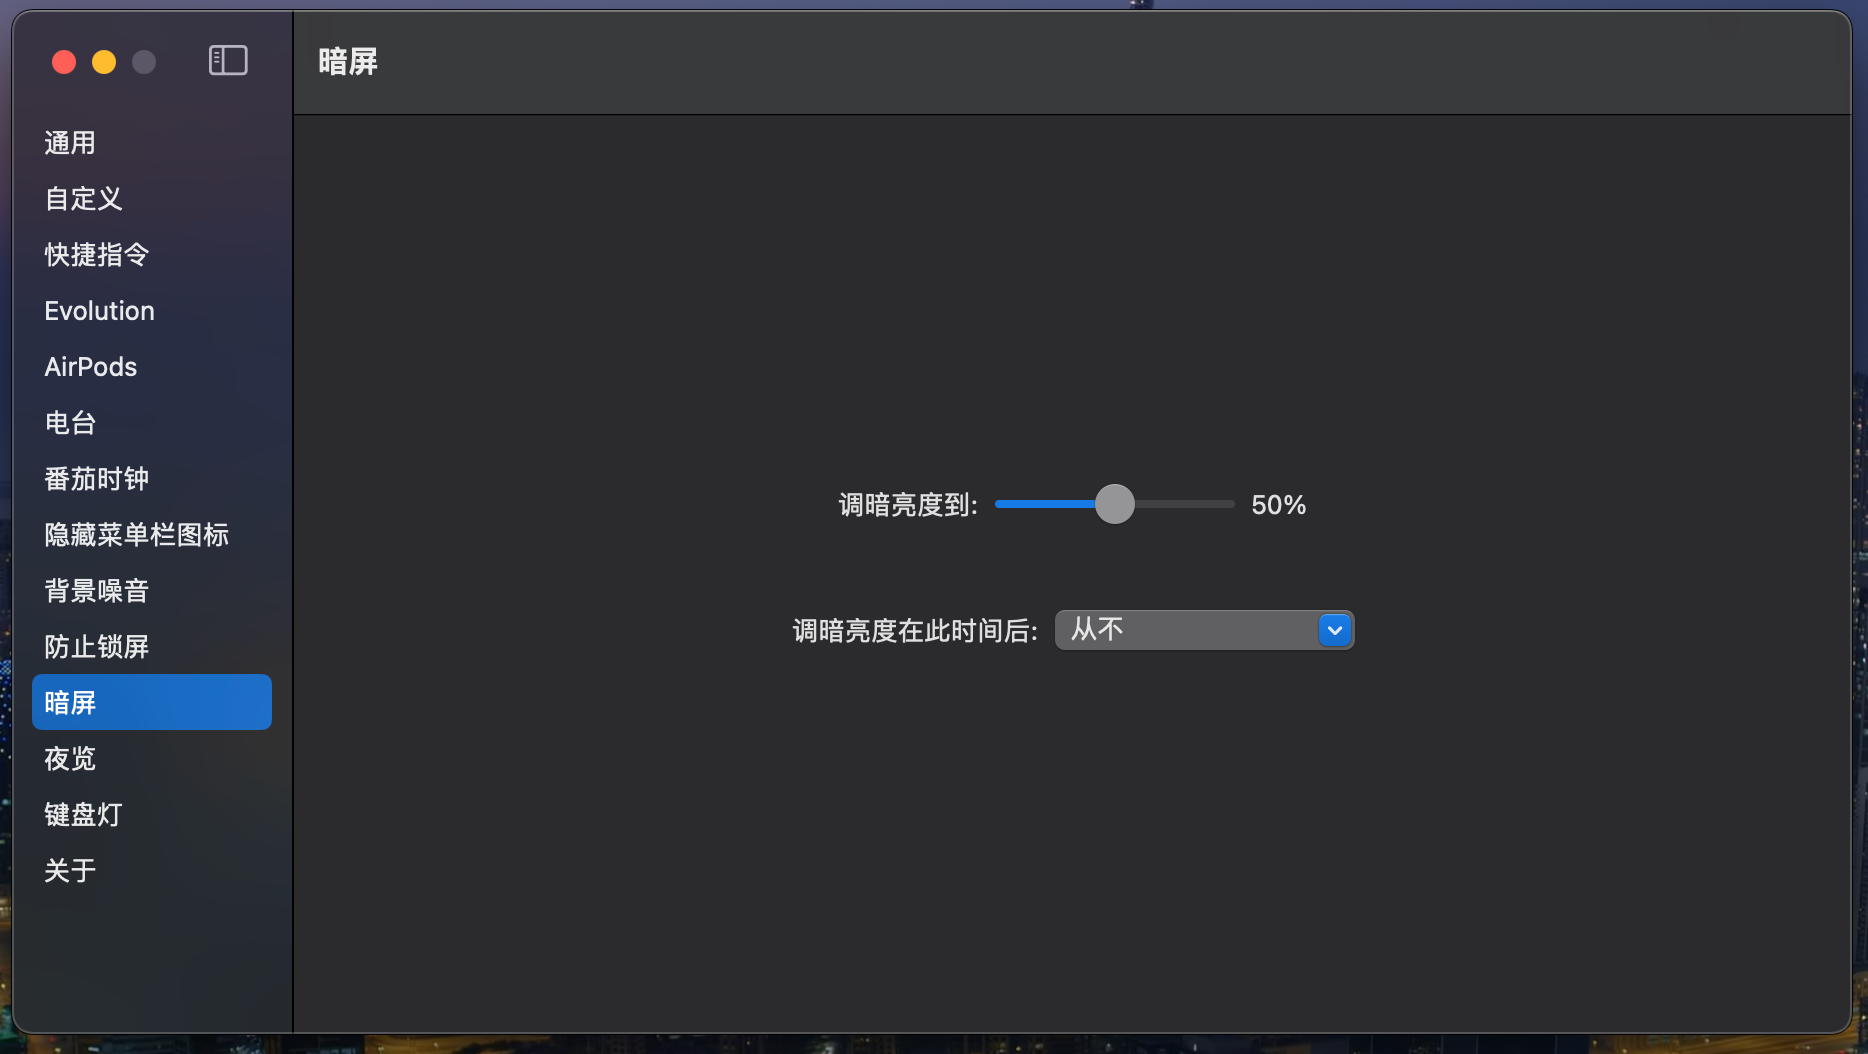 暗屏
通用
自定义
快捷指令
Evolution
AirPods
电台
番茄时钟
隐藏菜单栏图标
背景噪音
防止锁屏
暗屏
夜览
键盘灯
关于
调暗亮度到: 50%
调暗亮度在此时间后: 从不